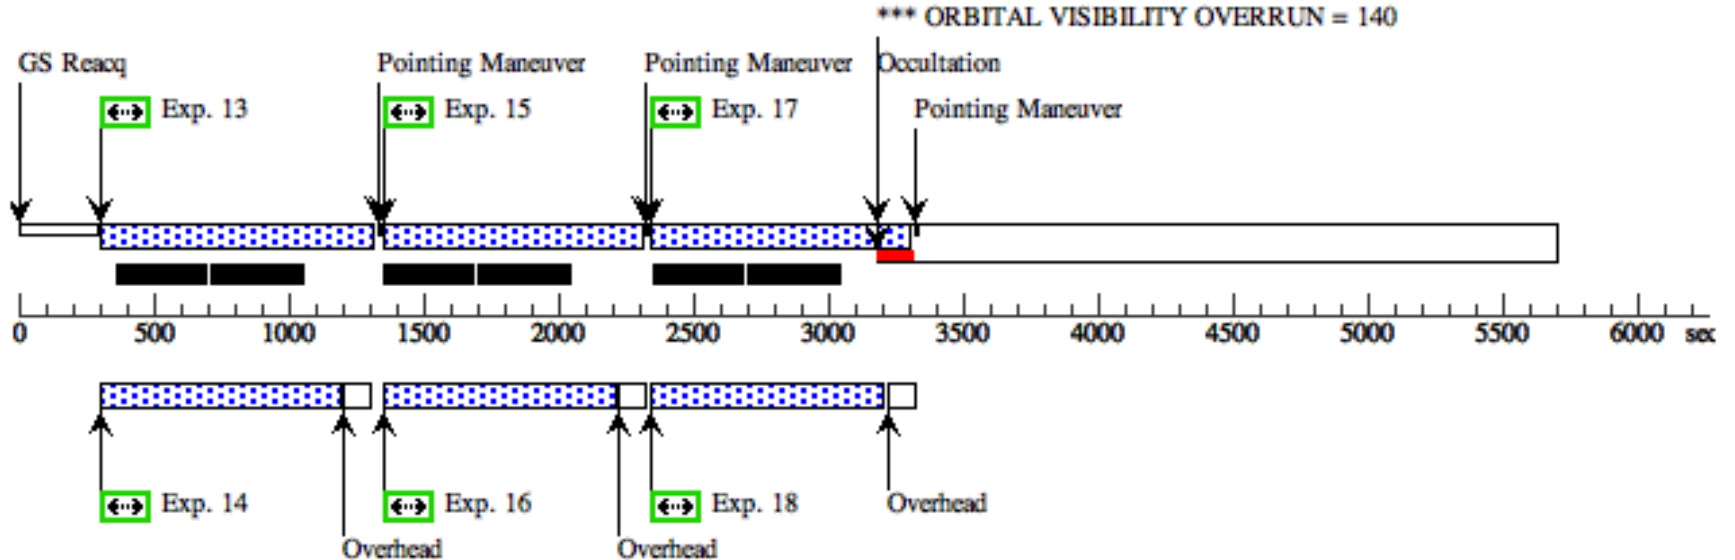 *** ORBITAL VISIBILITY OVERRUN = 140
GS Reacq Pointing Maneuver Pointing Maneuver Occultation
Exp. 13 Exp. 15 Exp. 17 Pointing Maneuver
0 500 1000 1500 2000 2500 3000 3500 4000 4500 5000 5500 6000 sec
Exp. 14 Exp. 16 Exp. 18 Overhead
Overhead Overhead